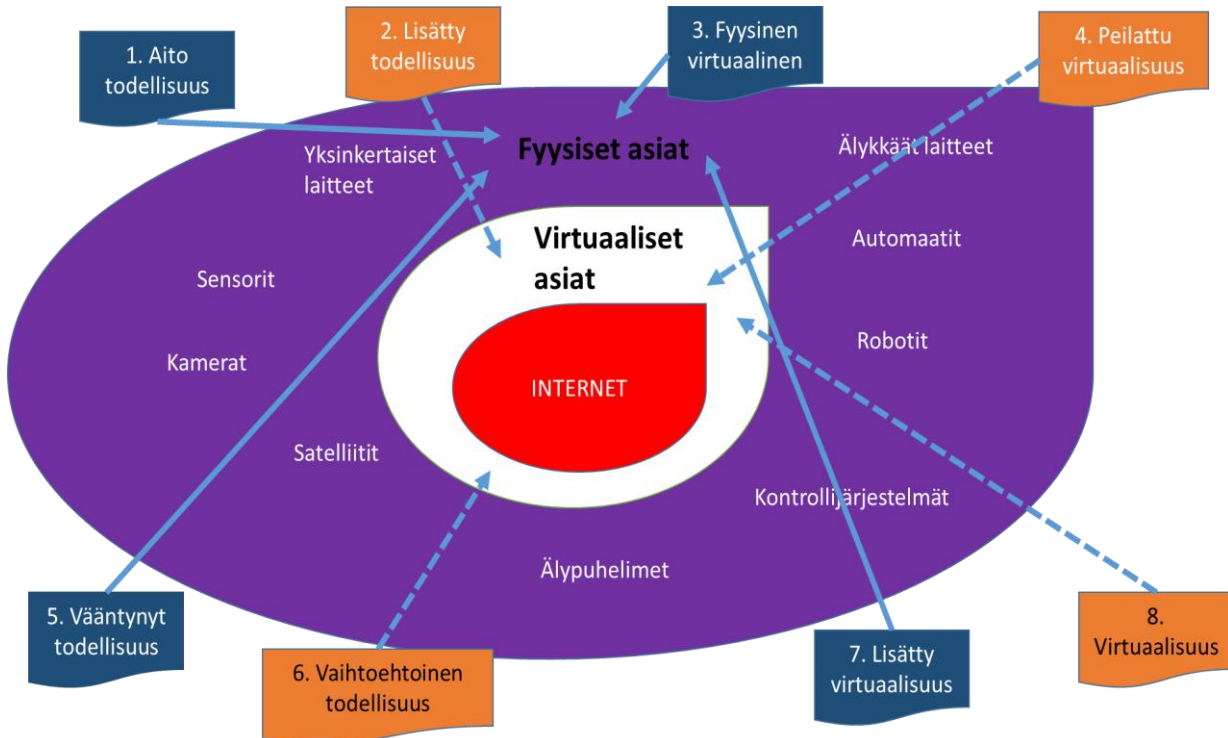 1. Aito
todellisuus
2. Lisätty
todellisuus
3. Fyysinen
virtuaalinen
4. Peilattu
virtuaalisuus
Fyysiset asiat
Yksinkertaiset
laitteet
Älykkäät laitteet
Virtuaaliset
asiat
Automaatit
Sensorit
Robotit
Kamerat
INTERNET
Satelliitit
Kontrollijärjestelmät
Älypuhelimet
5. Vääntynyt
todellisuus
6. Vaihtoehtoinen
todellisuus
7. Lisätty
virtuaalisuus
8.
Virtuaalisuus